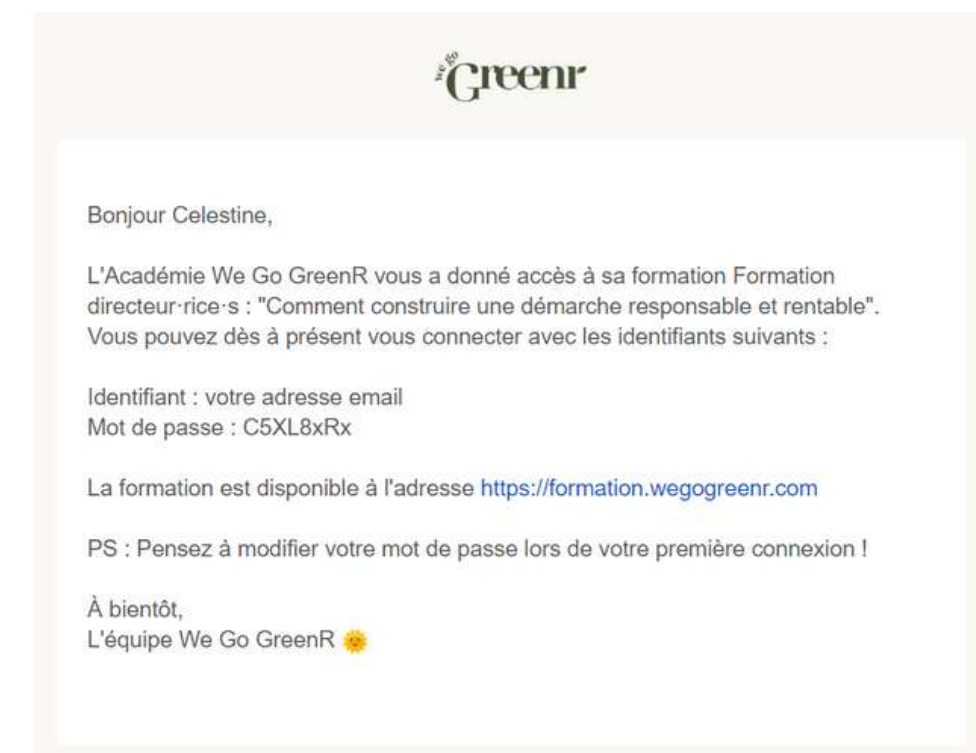 we go
Greenr
Bonjour Celestine,
L'Académie We Go GreenR vous a donné accès à sa formation Formation
directeur·rice·s : "Comment construire une démarche responsable et rentable".
Vous pouvez dès à présent vous connecter avec les identifiants suivants :
Identifiant : votre adresse email
Mot de passe : C5XL8xRx
La formation est disponible à l'adresse https://formation.wegogreenr.com
PS : Pensez à modifier votre mot de passe lors de votre première connexion !
À bientôt,
L'équipe We Go GreenR 🌞